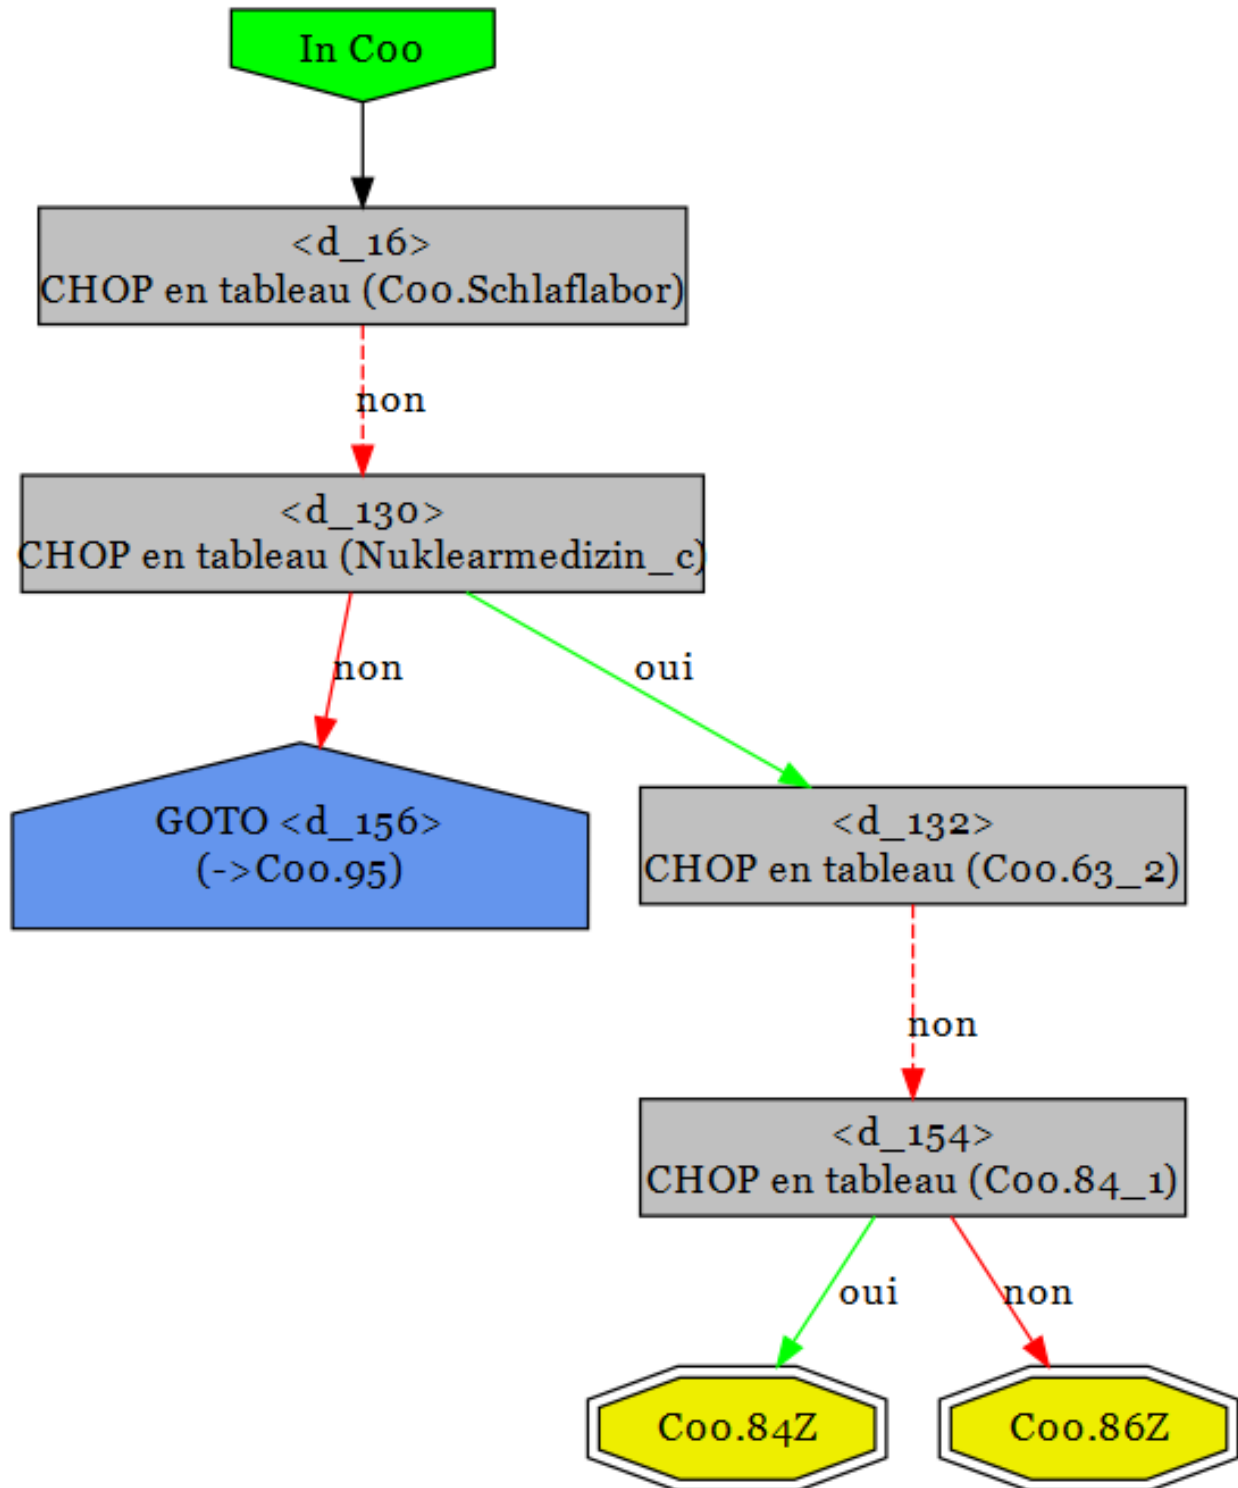 In C00
<d_16>
CHOP en tableau (C00.Schlaflabor)
non
<d_130>
CHOP en tableau (Nuklearmedizin_c)
non
oui
GOTO <d_156>
(->C00.95)
<d_132>
CHOP en tableau (C00.63_2)
non
<d_154>
CHOP en tableau (C00.84_1)
oui
non
C00.84Z
C00.86Z